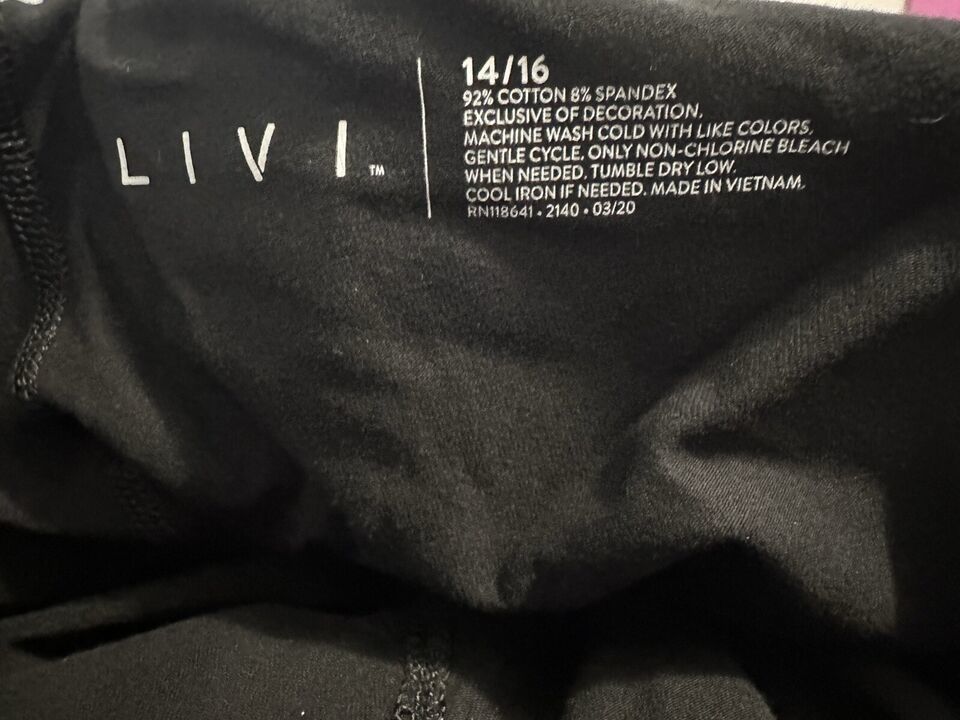 LIVI™
14/16
92% COTTON 8% SPANDEX
EXCLUSIVE OF DECORATION.
MACHINE WASH COLD WITH LIKE COLORS.
GENTLE CYCLE. ONLY NON-CHLORINE BLEACH
WHEN NEEDED. TUMBLE DRY LOW.
COOL IRON IF NEEDED. MADE IN VIETNAM.
RN118641 • 2140 • 03/20